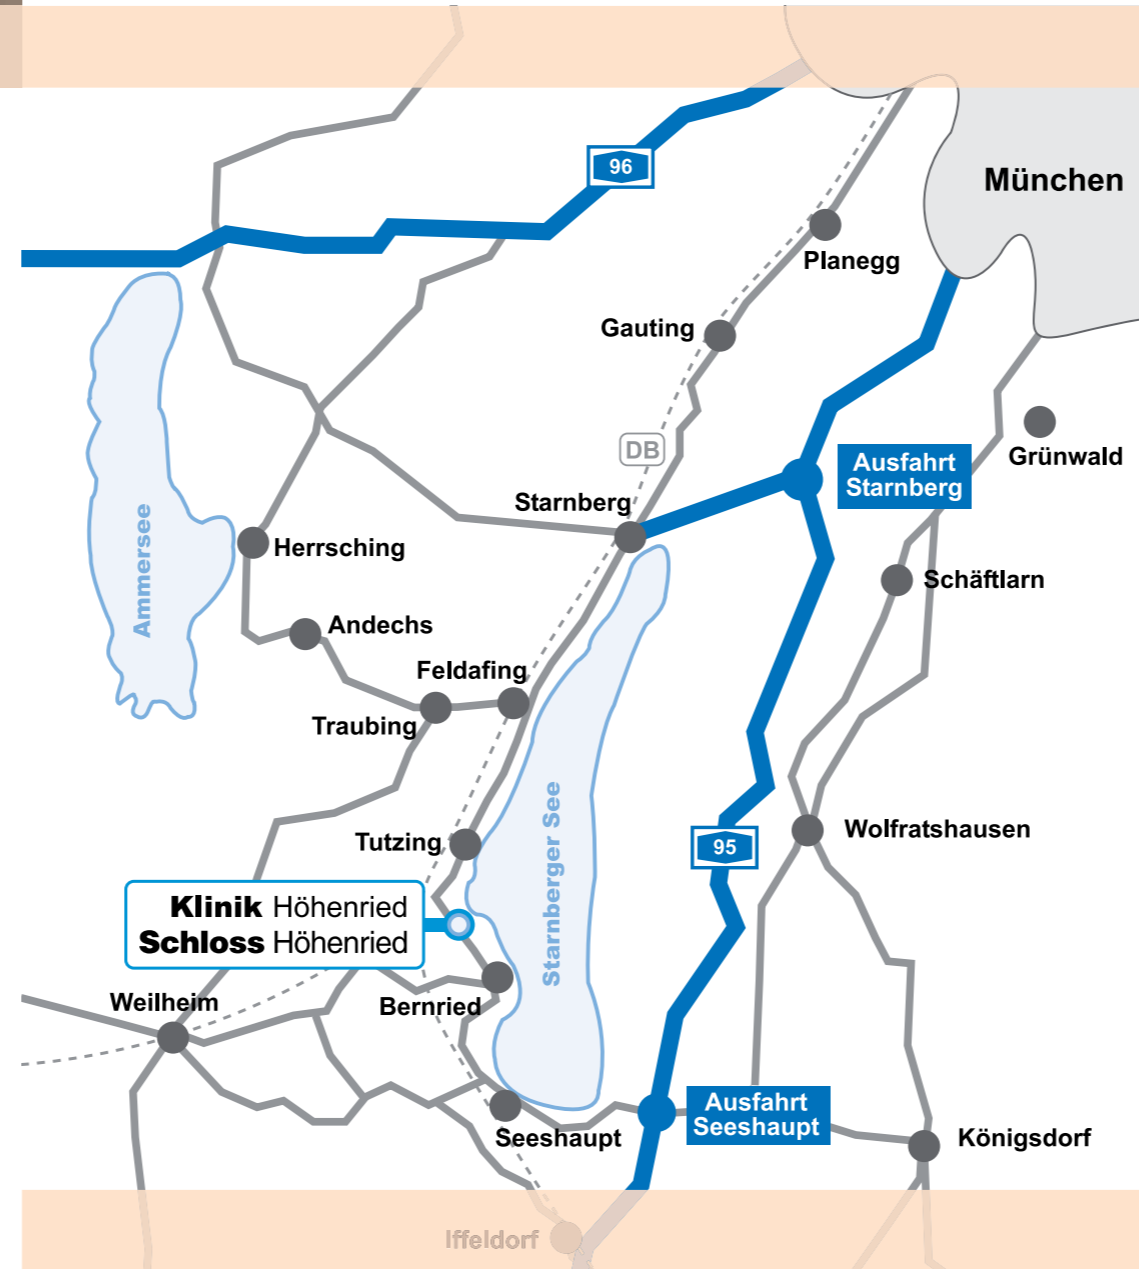 96
München
Planegg
Gauting
DB
Grünwald
Ausfahrt
Starnberg
Starnberg
Ammersee
Herrsching
Schäftlarn
Andechs
Feldafing
Traubing
Starnberger See
Tutzing
Wolfratshausen
95
Klinik Höhenried
Schloss Höhenried
Weilheim
Bernried
Ausfahrt
Seeshaupt
Seeshaupt
Königsdorf
Iffeldorf